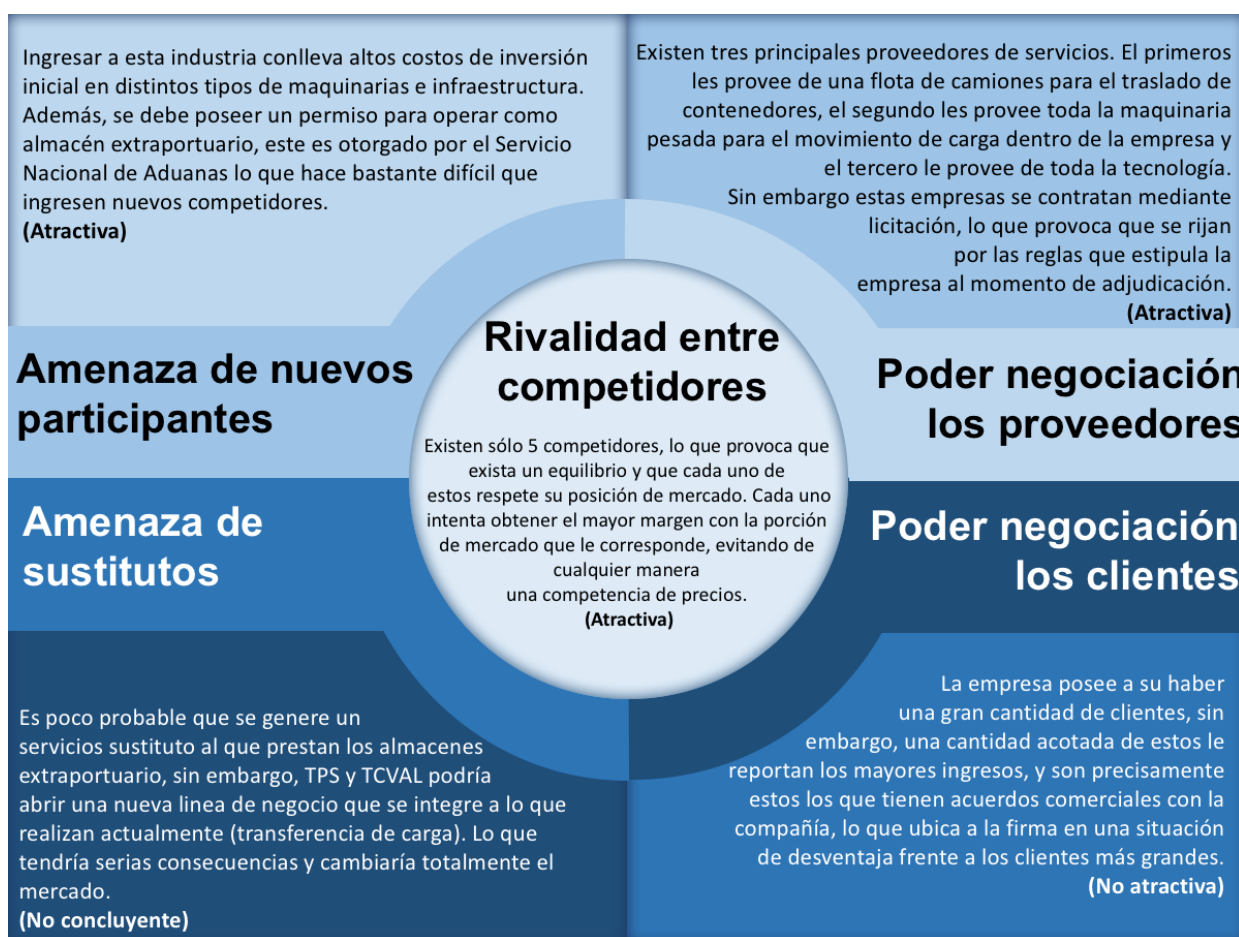 Ingresar a esta industria conlleva altos costos de inversión
inicial en distintos tipos de maquinarias e infraestructura.
Además, se debe poseer un permiso para operar como
almacén extraportuario, este es otorgado por el Servicio
Nacional de Aduanas lo que hace bastante difícil que
ingresen nuevos competidores.
(Atractiva)
Amenaza de nuevos
participantes
Existen tres principales proveedores de servicios. El primeros
les provee de una flota de camiones para el traslado de
contenedores, el segundo les provee toda la maquinaria
pesada para el movimiento de carga dentro de la empresa y
el tercero le provee de toda la tecnología.
Sin embargo estas empresas se contratan mediante
licitación, lo que provoca que se rijan
por las reglas que estipula la
empresa al momento de adjudicación.
(Atractiva)
Poder negociación
los proveedores
Rivalidad entre
competidores
Existen sólo 5 competidores, lo que provoca que
exista un equilibrio y que cada uno de
estos respete su posición de mercado. Cada uno
intenta obtener el mayor margen con la porción
de mercado que le corresponde, evitando de
cualquier manera
una competencia de precios.
(Atractiva)
Amenaza de
sustitutos
Es poco probable que se genere un
servicios sustituto al que prestan los almacenes
extraportuario, sin embargo, TPS y TCVAL podría
abrir una nueva linea de negocio que se integre a lo que
realizan actualmente (transferencia de carga). Lo que
tendría serias consecuencias y cambiaría totalmente el
mercado.
(No concluyente)
Poder negociación
los clientes
La empresa posee a su haber
una gran cantidad de clientes, sin
embargo, una cantidad acotada de estos le
reportan los mayores ingresos, y son precisamente
estos los que tienen acuerdos comerciales con la
compañía, lo que ubica a la firma en una situación
de desventaja frente a los clientes más grandes.
(No atractiva)